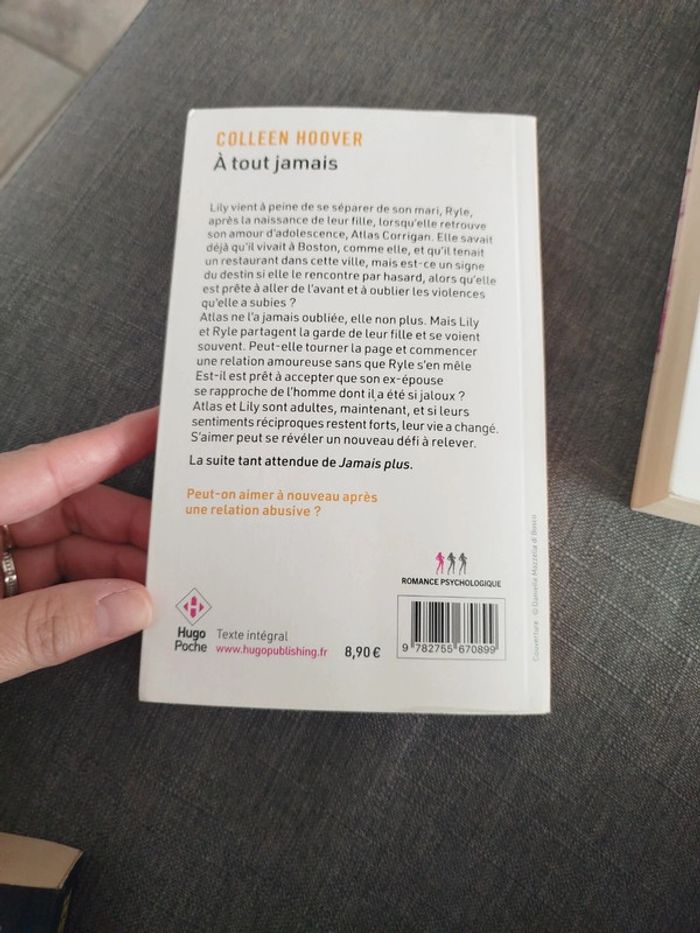 COLLEEN HOOVER
À tout jamais
Lily vient à peine de se séparer de son mari, Ryle,
après la naissance de leur fille, lorsqu'elle retrouve
son amour d'adolescence, Atlas Corrigan. Elle savait
déjà qu'il vivait à Boston, comme elle, et qu'il tenait
un restaurant dans cette ville, mais est-ce un signe
du destin si elle le rencontre par hasard, alors qu'elle
est prête à aller de l'avant et à oublier les violences
qu'elle a subies ?
Atlas ne l'a jamais oubliée, elle non plus. Mais Lily
et Ryle partagent la garde de leur fille et se voient
souvent. Peut-elle tourner la page et commencer
une relation amoureuse sans que Ryle s'en mêle
Est-il est prêt à accepter que son ex-épouse
se rapproche de l'homme dont il a été si jaloux ?
Atlas et Lily sont adultes, maintenant, et si leurs
sentiments réciproques restent forts, leur vie a changé.
S'aimer peut se révéler un nouveau défi à relever.
La suite tant attendue de Jamais plus.
Peut-on aimer à nouveau après
une relation abusive ?
ROMANCE PSYCHOLOGIQUE
Hugo
Poche
Texte intégral
www.hugopublishing.fr
8,90 €
9 782755 670899
Couverture : © Danielle Mazzella di Bosco